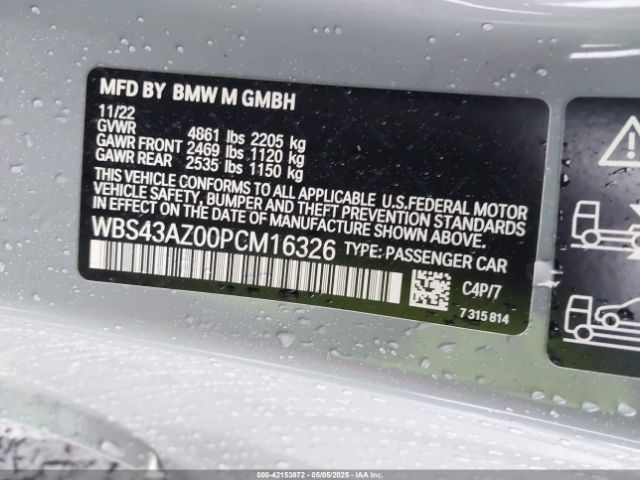 MFD BY BMW M GMBH
11/22
GVWR 4861 lbs 2205 kg
GAWR FRONT 2469 lbs 1120 kg
GAWR REAR 2535 lbs 1150 kg
THIS VEHICLE CONFORMS TO ALL APPLICABLE U.S.FEDERAL MOTOR
VEHICLE SAFETY, BUMPER AND THEFT PREVENTION STANDARDS
IN EFFECT ON THE DATE OF MANUFACTURE SHOWN ABOVE.
WBS43AZ00PCM16326 TYPE: PASSENGER CAR
C4P/7
7 315 814
000-42153872 05/05/2025 IAA Inc. Copyright